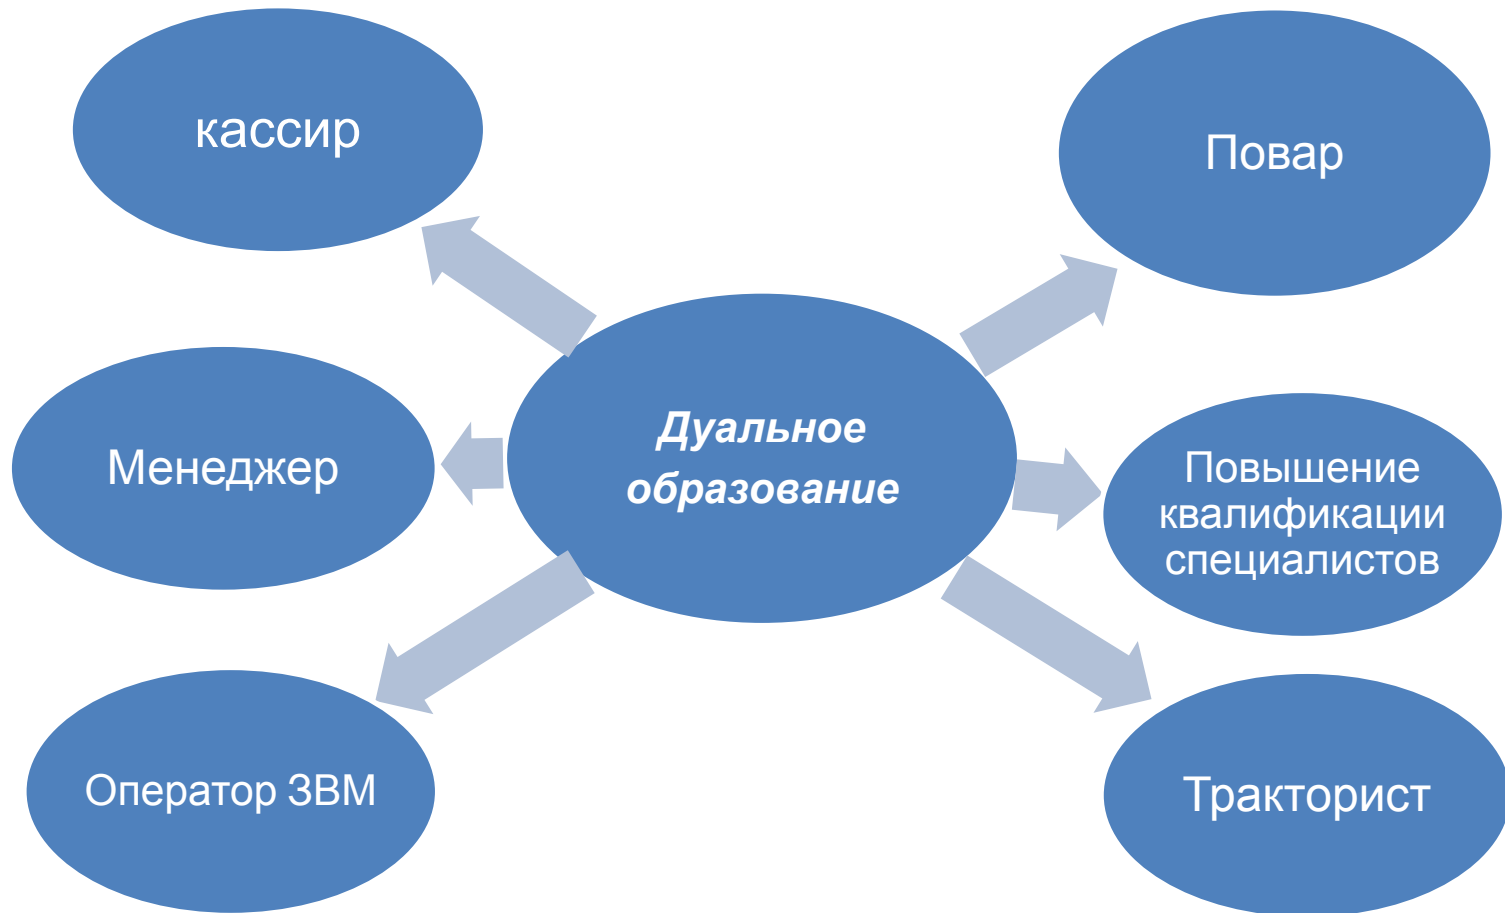 кассир
Повар
Дуальное
образование
Менеджер
Повышение
квалификации
специалистов
Оператор ЗВМ
Тракторист